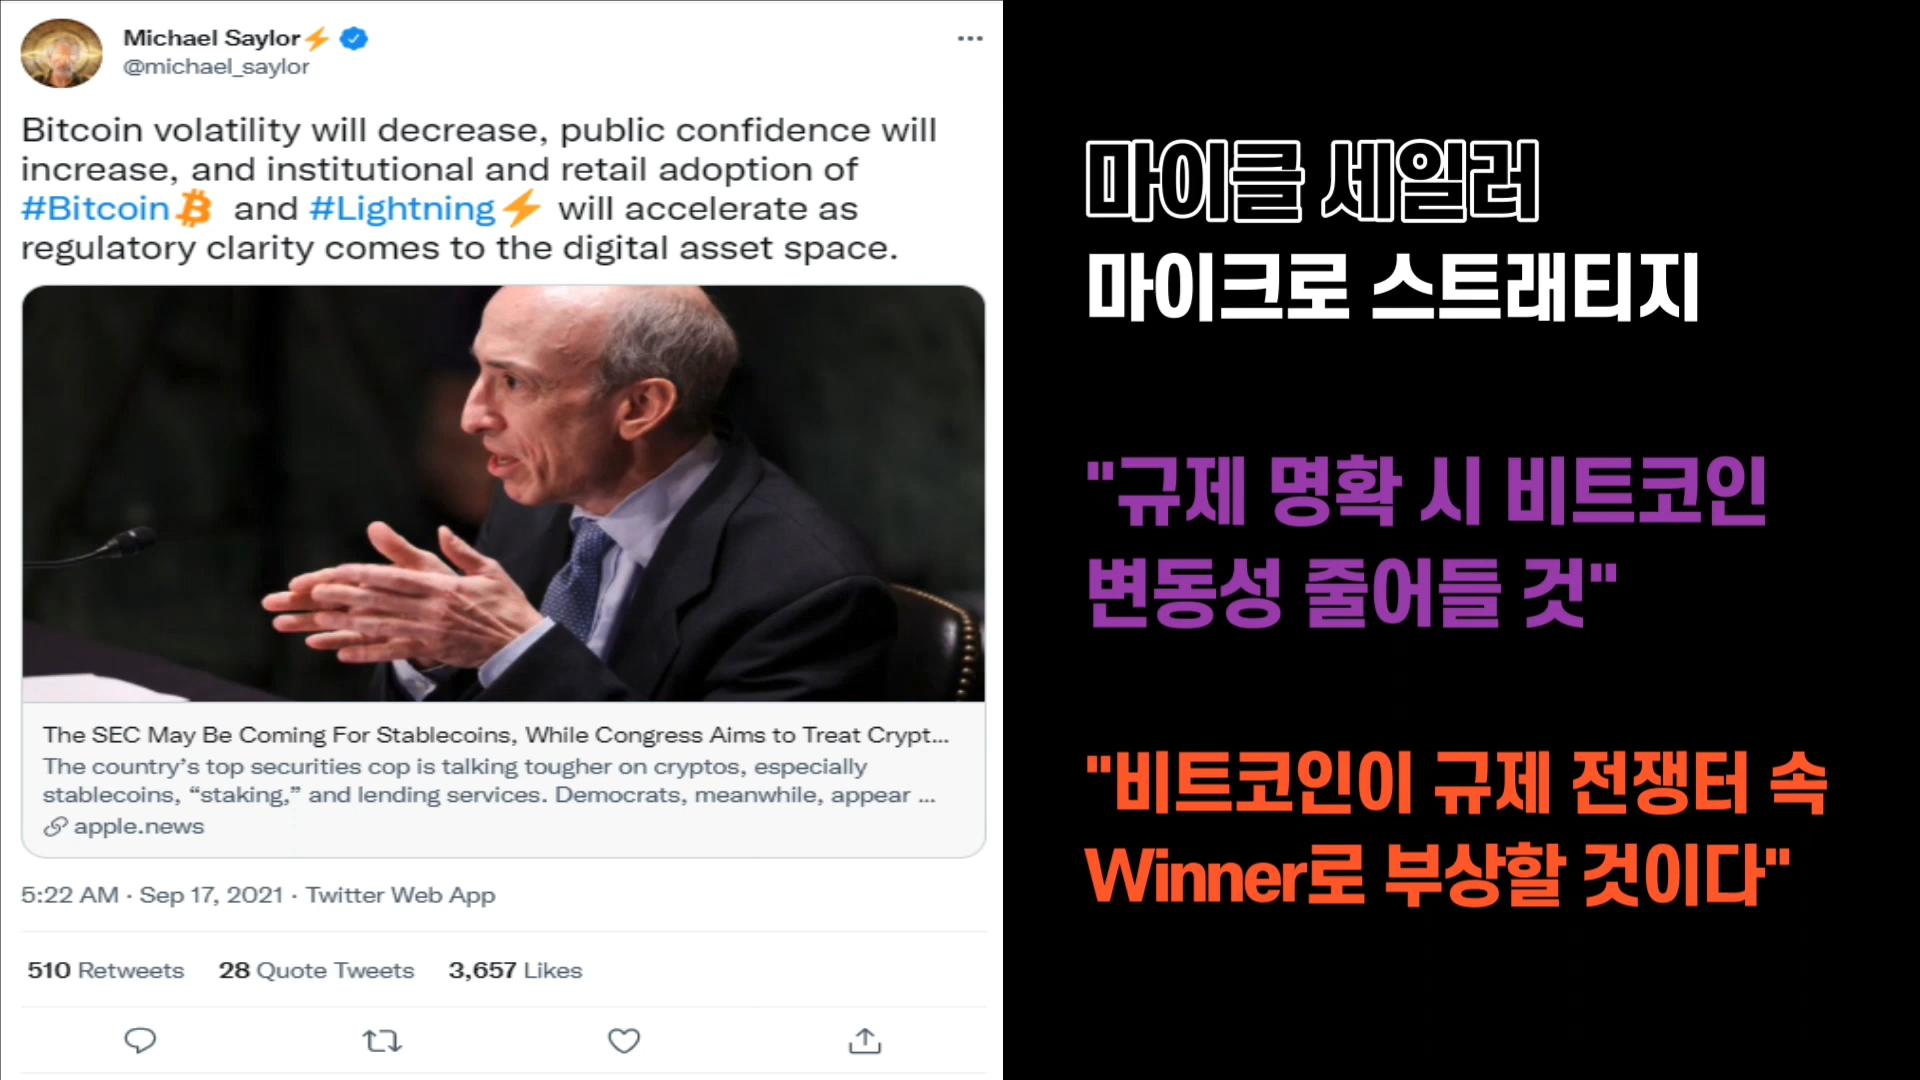 Michael Saylor⚡
@michael_saylor
Bitcoin volatility will decrease, public confidence will
increase, and institutional and retail adoption of
#Bitcoin and #Lightning⚡ will accelerate as
regulatory clarity comes to the digital asset space.
The SEC May Be Coming For Stablecoins, While Congress Aims to Treat Crypt...
The country's top securities cop is talking tougher on cryptos, especially
stablecoins, “staking,” and lending services. Democrats, meanwhile, appear ...
apple.news
5:22 AM · Sep 17, 2021 · Twitter Web App
510 Retweets 28 Quote Tweets 3,657 Likes
마이클 세일러
마이크로 스트래티지
"규제 명확 시 비트코인
변동성 줄어들 것"
"비트코인이 규제 전쟁터 속
Winner로 부상할 것이다"